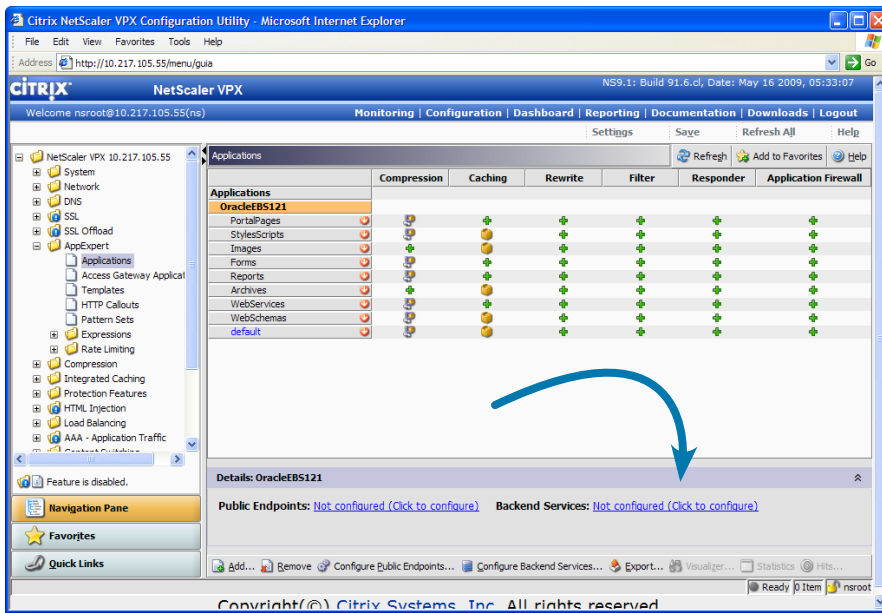 Citrix NetScaler VPX Configuration Utility - Microsoft Internet Explorer
File Edit View Favorites Tools Help
Address http://10.217.105.55/menu/guia Go
CITRIX NetScaler VPX NS9.1: Build 91.6.cl, Date: May 16 2009, 05:33:07
Welcome nsroot@10.217.105.55(ns) Monitoring | Configuration | Dashboard | Reporting | Documentation | Downloads | Logout
Settings Save Refresh All Help
NetScaler VPX 10.217.105.55
System
Network
DNS
SSL
SSL Offload
AppExpert
Applications
Access Gateway Applicat
Templates
HTTP Callouts
Pattern Sets
Expressions
Rate Limiting
Compression
Integrated Caching
Protection Features
HTML Injection
Load Balancing
AAA - Application Traffic
Content Switching
Feature is disabled.
Navigation Pane
Favorites
Quick Links
Applications Refresh Add to Favorites Help
Compression Caching Rewrite Filter Responder Application Firewall
Applications
OracleEBS121
PortalPages
StylesScripts
Images
Forms
Reports
Archives
WebServices
WebSchemas
default
Details: OracleEBS121
Public Endpoints: Not configured (Click to configure) Backend Services: Not configured (Click to configure)
Add... Remove Configure Public Endpoints... Configure Backend Services... Export... Visualizer... Statistics Hits...
Ready 0 Item nsroot
Copyright(©) Citrix Systems, Inc. All rights reserved